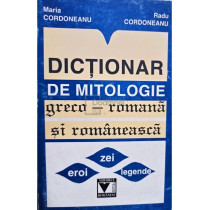 Maria
CORDONEANU
Radu
CORDONEANU
DICȚIONAR
DE MITOLOGIE
greco-romană
și românească
zei
eroi
legende